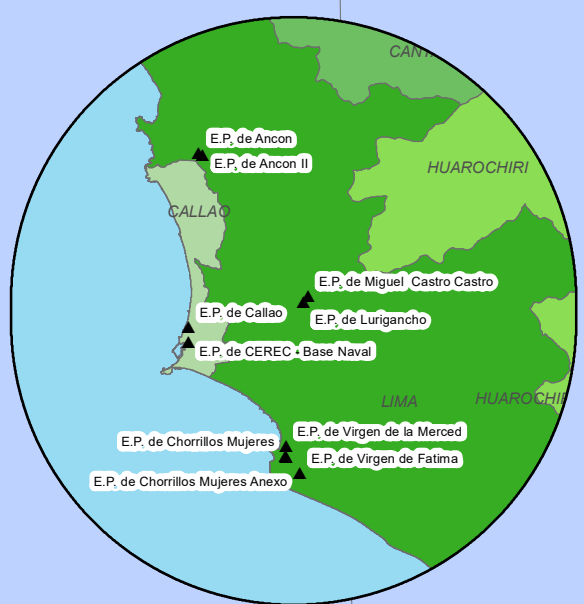 CANT
E.P. de Ancon
E.P. de Ancon II
HUAROCHIRI
CALLAO
E.P. de Miguel Castro Castro
E.P. de Callao
E.P. de Lurigancho
E.P. de CEREC - Base Naval
LIMA
HUAROCHIR
E.P. de Virgen de la Merced
E.P. de Chorrillos Mujeres
E.P. de Virgen de Fatima
E.P. de Chorrillos Mujeres Anexo